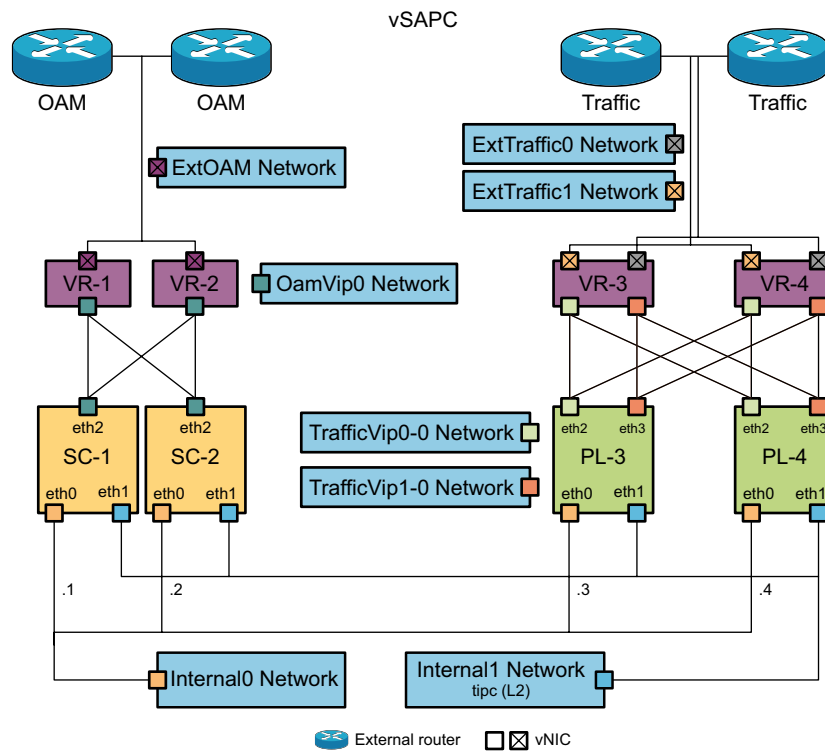 vSAPC
OAM
OAM
Traffic
Traffic
ExtTraffic0 Network
ExtOAM Network
ExtTraffic1 Network
VR-1
VR-2
OamVip0 Network
VR-3
VR-4
eth2
eth2
TrafficVip0-0 Network
eth2
eth3
eth2
eth3
SC-1
SC-2
PL-3
PL-4
TrafficVip1-0 Network
eth0
eth1
eth0
eth1
eth0
eth1
eth0
eth1
.1
.2
.3
.4
Internal0 Network
Internal1 Network
tipc (L2)
External router
vNIC